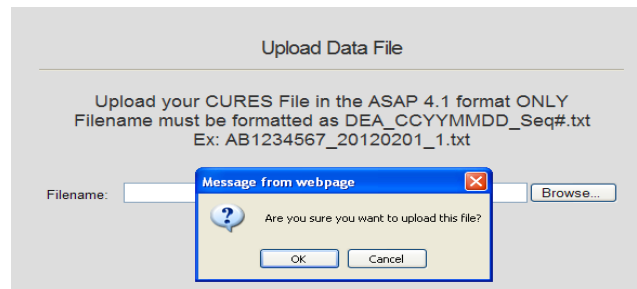 Upload Data File
Upload your CURES File in the ASAP 4.1 format ONLY
Filename must be formatted as DEA_CCYYMMDD_Seq#.txt
Ex: AB1234567_20120201_1.txt
Message from webpage
Filename:
Browse...
Are you sure you want to upload this file?
OK
Cancel